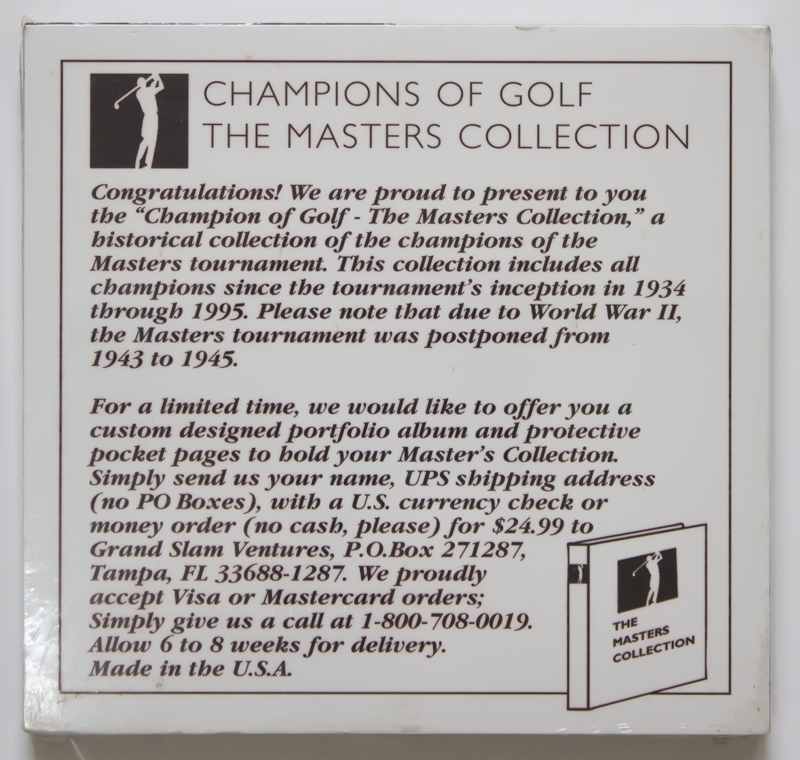 CHAMPIONS OF GOLF
THE MASTERS COLLECTION
Congratulations! We are proud to present to you
the “Champion of Golf - The Masters Collection,” a
historical collection of the champions of the
Masters tournament. This collection includes all
champions since the tournament’s inception in 1934
through 1995. Please note that due to World War II,
the Masters tournament was postponed from
1943 to 1945.
For a limited time, we would like to offer you a
custom designed portfolio album and protective
pocket pages to hold your Master’s Collection.
Simply send us your name, UPS shipping address
(no PO Boxes), with a U.S. currency check or
money order (no cash, please) for $24.99 to
Grand Slam Ventures, P.O.Box 271287,
Tampa, FL 33688-1287. We proudly
accept Visa or Mastercard orders;
Simply give us a call at 1-800-708-0019.
Allow 6 to 8 weeks for delivery.
Made in the U.S.A.
THE
MASTERS
COLLECTION